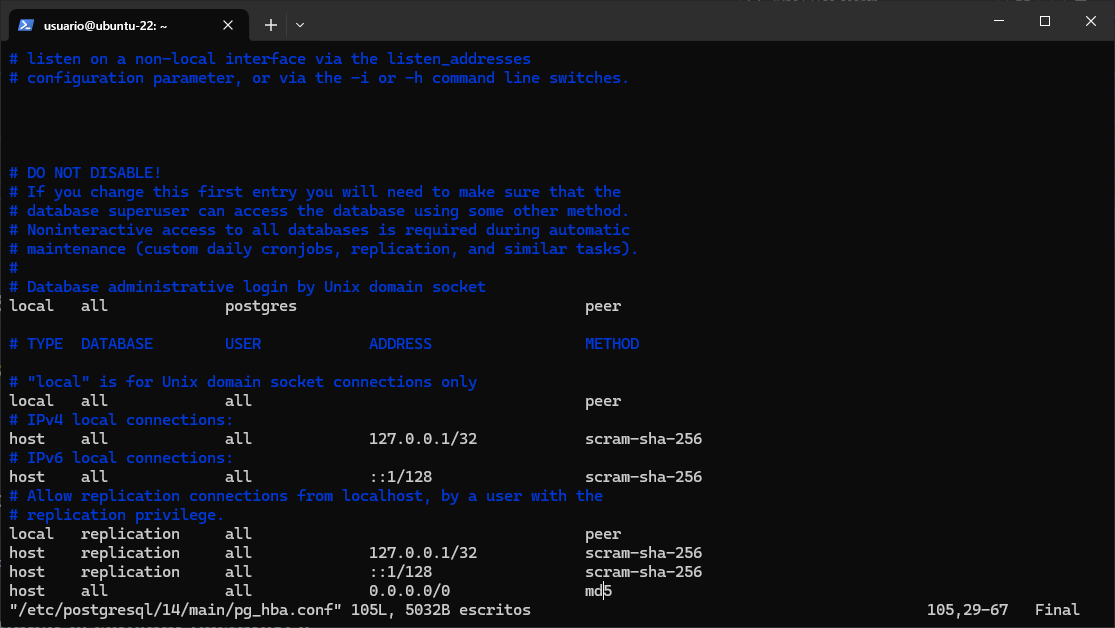 usuario@ubuntu-22: ~
# listen on a non-local interface via the listen_addresses
# configuration parameter, or via the -i or -h command line switches.
# DO NOT DISABLE!
# If you change this first entry you will need to make sure that the
# database superuser can access the database using some other method.
# Noninteractive access to all databases is required during automatic
# maintenance (custom daily cronjobs, replication, and similar tasks).
#
# Database administrative login by Unix domain socket
local   all             postgres                                peer
# TYPE  DATABASE        USER            ADDRESS                 METHOD
# "local" is for Unix domain socket connections only
local   all             all                                     peer
# IPv4 local connections:
host    all             all             127.0.0.1/32            scram-sha-256
# IPv6 local connections:
host    all             all             ::1/128                 scram-sha-256
# Allow replication connections from localhost, by a user with the
# replication privilege.
local   replication     all                                     peer
host    replication     all             127.0.0.1/32            scram-sha-256
host    replication     all             ::1/128                 scram-sha-256
host    all             all             0.0.0.0/0               md5
"/etc/postgresql/14/main/pg_hba.conf" 105L, 5032B escritos                                            105,29-67   Final